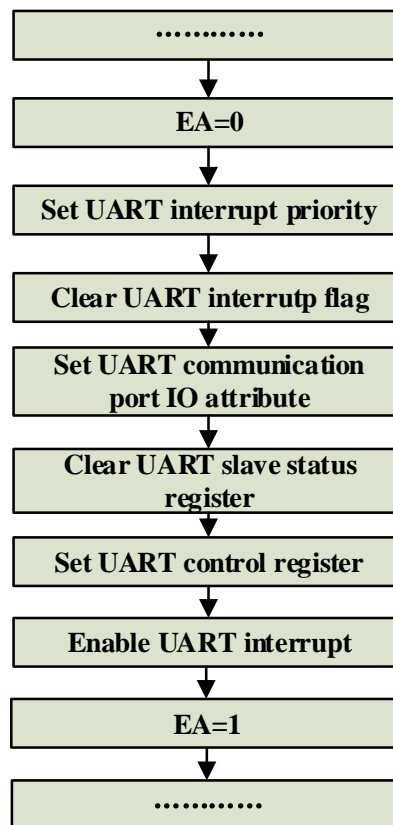 …………
EA=0
Set UART interrupt priority
Clear UART interrutp flag
Set UART communication
port IO attribute
Clear UART slave status
register
Set UART control register
Enable UART interrupt
EA=1
…………